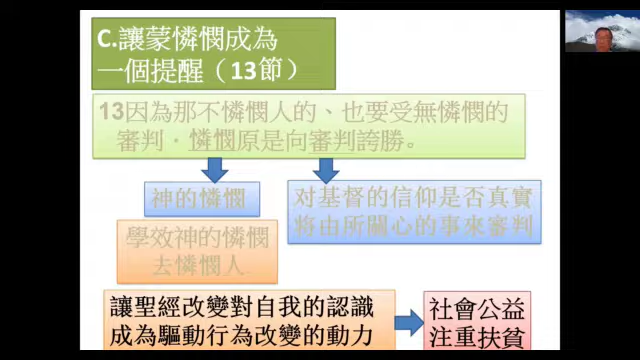 C.讓蒙憐憫成為
一個提醒（13節）
13因為那不憐憫人的、也要受無憐憫的
審判．憐憫原是向審判誇勝。
神的憐憫
对基督的信仰是否真實
將由所關心的事來審判
學效神的憐憫
去憐憫人
讓聖經改變對自我的認識
成為驅動行為改變的動力
社會公益
注重扶貧